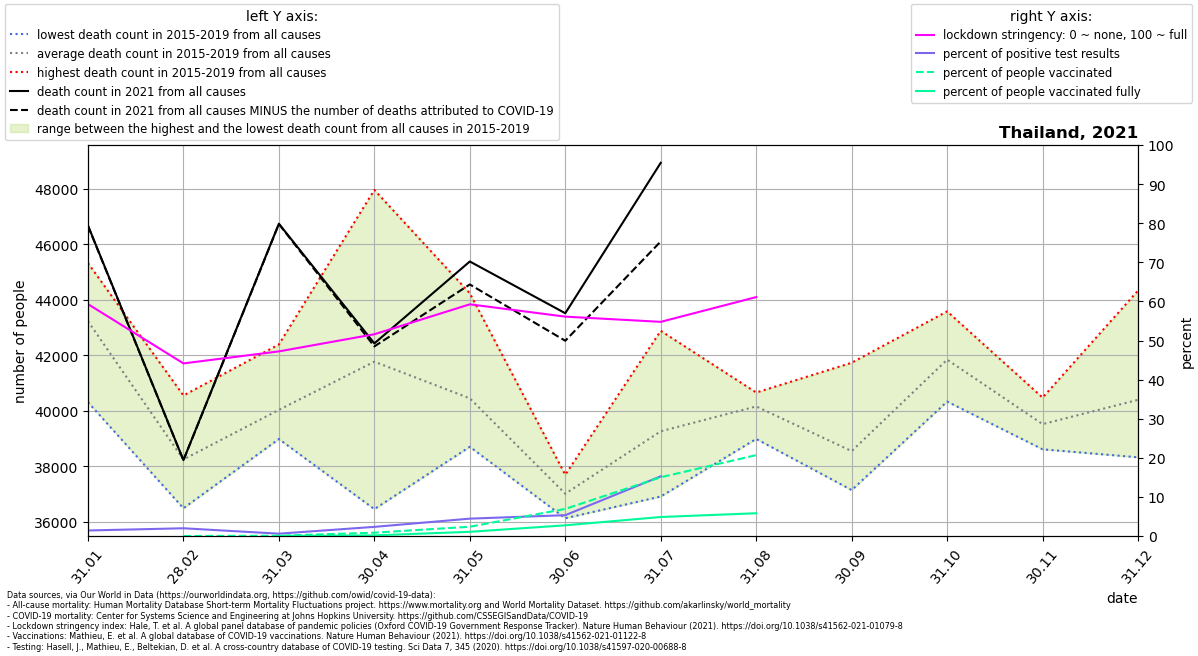 left Y axis:
lowest death count in 2015-2019 from all causes
average death count in 2015-2019 from all causes
highest death count in 2015-2019 from all causes
death count in 2021 from all causes
death count in 2021 from all causes MINUS the number of deaths attributed to COVID-19
range between the highest and the lowest death count from all causes in 2015-2019
right Y axis:
lockdown stringency: 0 ~ none, 100 ~ full
percent of positive test results
percent of people vaccinated
percent of people vaccinated fully
Thailand, 2021
number of people
48000
46000
44000
42000
40000
38000
36000
100
90
80
70
60
50
40
30
20
10
0
percent
31.01
28.02
31.03
30.04
31.05
30.06
31.07
31.08
30.09
31.10
30.11
31.12
date
Data sources, via Our World in Data (https://ourworldindata.org, https://github.com/owid/covid-19-data):
- All-cause mortality: Human Mortality Database Short-term Mortality Fluctuations project. https://www.mortality.org and World Mortality Dataset. https://github.com/akarlinsky/world_mortality
- COVID-19 mortality: Center for Systems Science and Engineering at Johns Hopkins University. https://github.com/CSSEGISandData/COVID-19
- Lockdown stringency index: Hale, T. et al. A global panel database of pandemic policies (Oxford COVID-19 Government Response Tracker). Nature Human Behaviour (2021). https://doi.org/10.1038/s41562-021-01079-8
- Vaccinations: Mathieu, E. et al. A global database of COVID-19 vaccinations. Nature Human Behaviour (2021). https://doi.org/10.1038/s41562-021-01122-8
- Testing: Hasell, J., Mathieu, E., Beltekian, D. et al. A cross-country database of COVID-19 testing. Sci Data 7, 345 (2020). https://doi.org/10.1038/s41597-020-00688-8